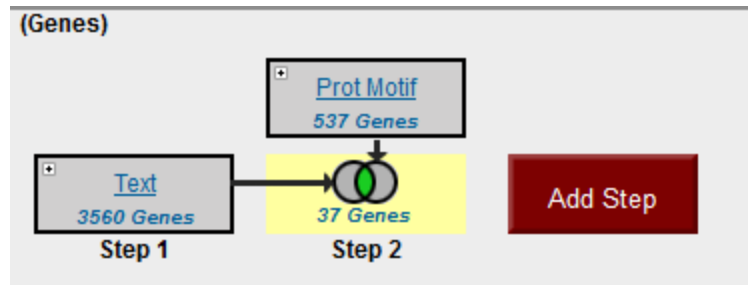 (Genes)
Prot Motif
537 Genes
Text
3560 Genes
Step 1
37 Genes
Step 2
Add Step